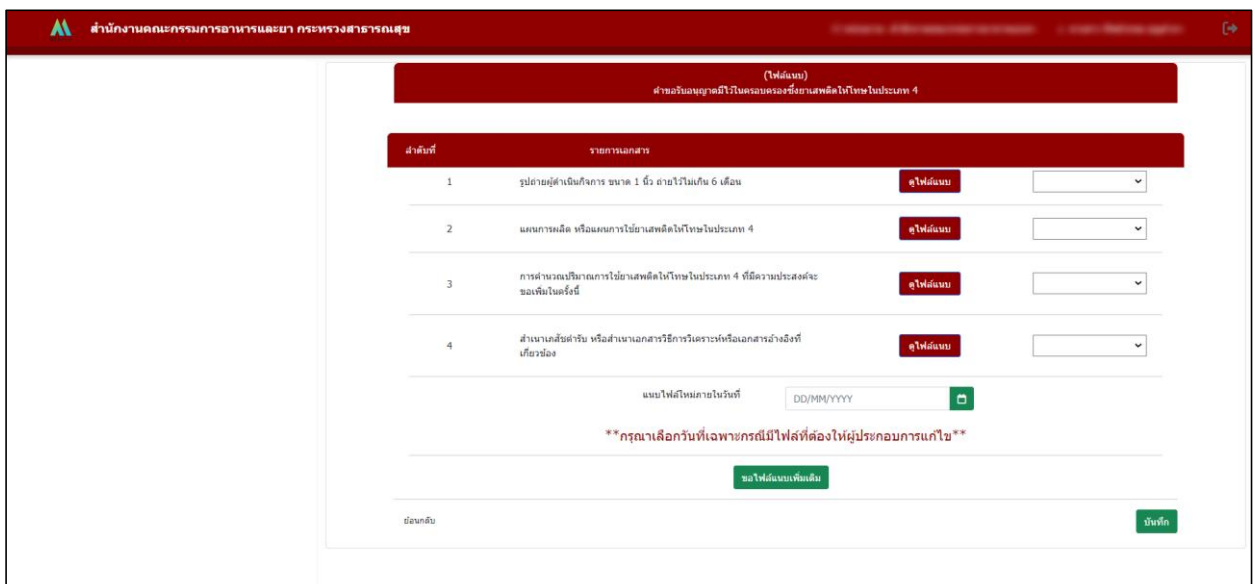 สำนักงานคณะกรรมการอาหารและยา กระทรวงสาธารณสุข
(ไฟล์แนบ)
คำขอรับอนุญาตมีไว้ในครอบครองซึ่งยาเสพติดให้โทษในประเภท 4
ลำดับที่ รายการเอกสาร
1 รูปถ่ายผู้ดำเนินกิจการ ขนาด 1 นิ้ว ถ่ายไว้ไม่เกิน 6 เดือน ดูไฟล์แนบ
2 แผนการผลิต หรือแผนการใช้ยาเสพติดให้โทษในประเภท 4 ดูไฟล์แนบ
3 การคำนวณปริมาณการใช้ยาเสพติดให้โทษในประเภท 4 ที่มีความประสงค์จะ
ขอเพิ่มในครั้งนี้ ดูไฟล์แนบ
4 สำเนาเภสัชตำรับ หรือสำเนาเอกสารวิธีการวิเคราะห์หรือเอกสารอ้างอิงที่
เกี่ยวข้อง ดูไฟล์แนบ
แนบไฟล์ใหม่ภายในวันที่ DD/MM/YYYY
**กรุณาเลือกวันที่เฉพาะกรณีมีไฟล์ที่ต้องให้ผู้ประกอบการแก้ไข**
ขอไฟล์แนบเพิ่มเติม
ย้อนกลับ บันทึก